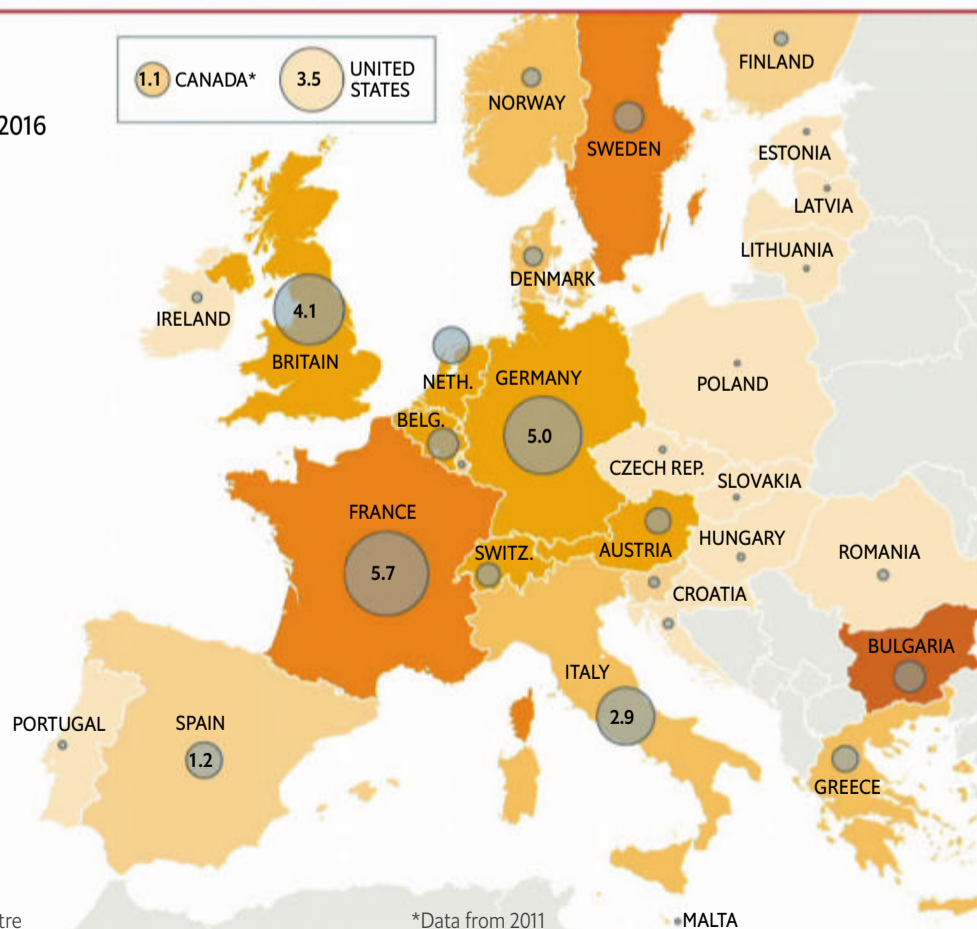 1.1 CANADA*
3.5 UNITED
STATES
2016
FINLAND
NORWAY
SWEDEN
ESTONIA
LATVIA
LITHUANIA
DENMARK
IRELAND
4.1
BRITAIN
NETH.
GERMANY
POLAND
BELG.
5.0
CZECH REP.
SLOVAKIA
FRANCE
SWITZ.
AUSTRIA
HUNGARY
ROMANIA
5.7
CROATIA
BULGARIA
ITALY
PORTUGAL
SPAIN
2.9
1.2
GREECE
tre
*Data from 2011
MALTA